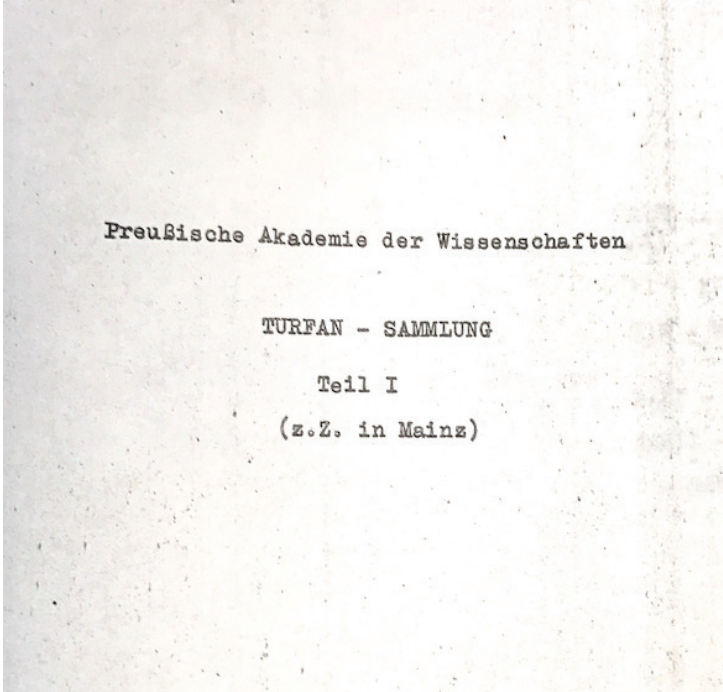 Preußische Akademie der Wissenschaften
TURFAN - SAMMLUNG
Teil I
(z.Z. in Mainz)